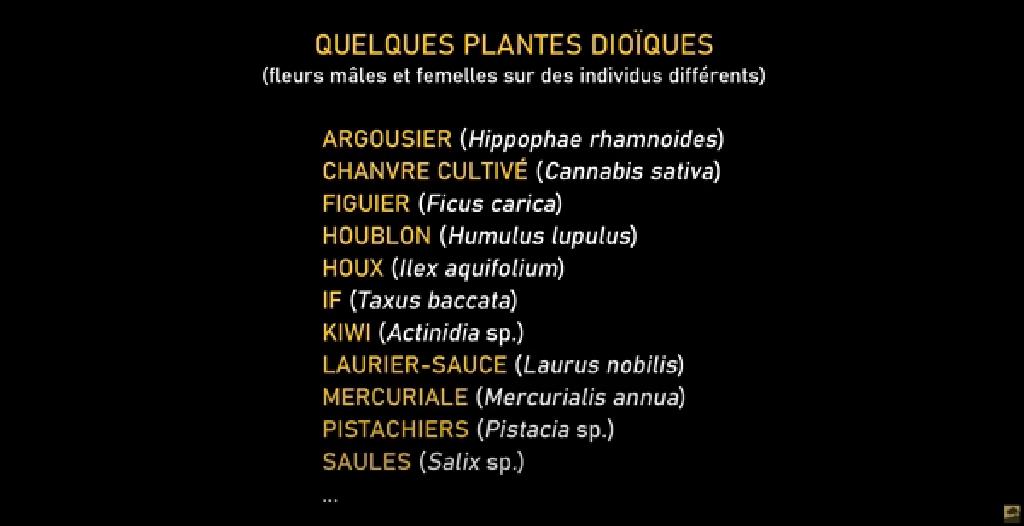 QUELQUES PLANTES DIOÏQUES
(fleurs mâles et femelles sur des individus différents)
ARGOUSIER (Hippophae rhamnoides)
CHANVRE CULTIVÉ (Cannabis sativa)
FIGUIER (Ficus carica)
HOUBLON (Humulus lupulus)
HOUX (Ilex aquifolium)
IF (Taxus baccata)
KIWI (Actinidia sp.)
LAURIER-SAUCE (Laurus nobilis)
MERCURIALE (Mercurialis annua)
PISTACHIERS (Pistacia sp.)
SAULES (Salix sp.)
...